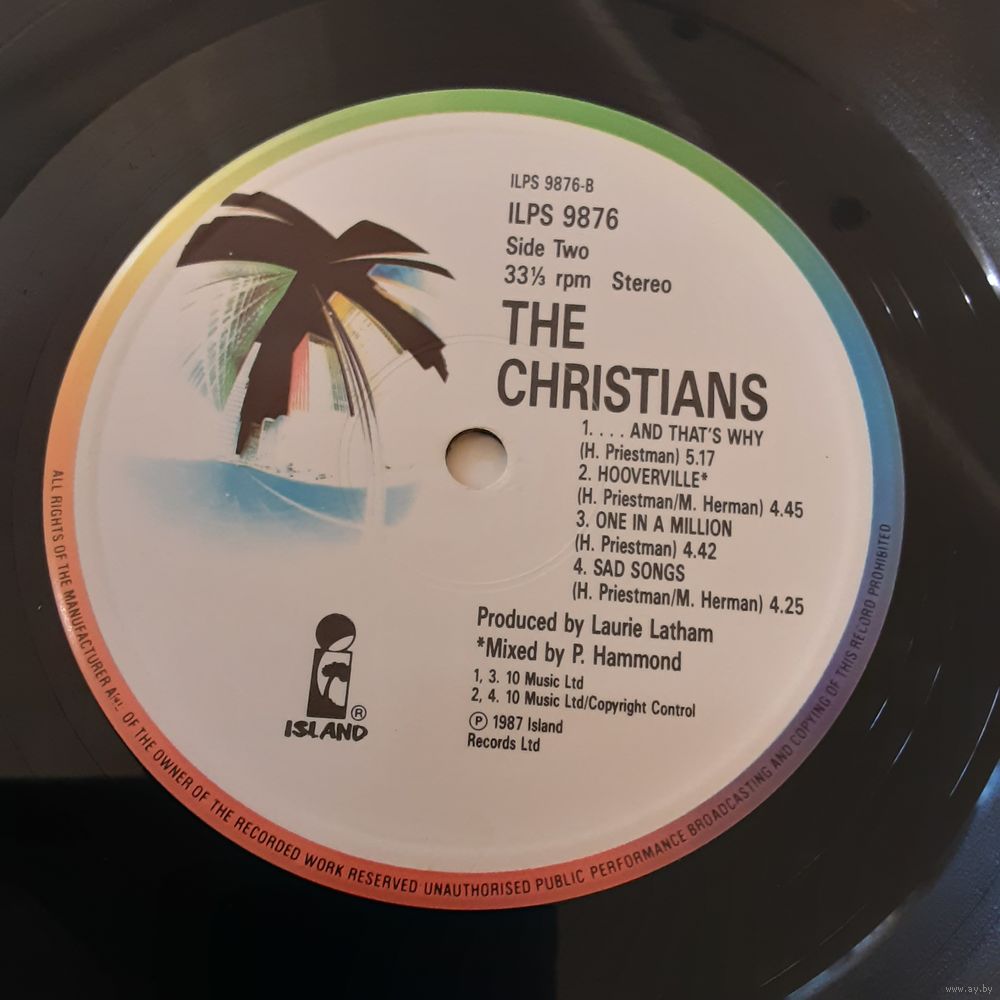 ILPS 9876-B
ILPS 9876
Side Two
33⅓ rpm Stereo
THE
CHRISTIANS
1. . . . AND THAT'S WHY
(H. Priestman) 5.17
2. HOOVERVILLE*
(H. Priestman/M. Herman) 4.45
3. ONE IN A MILLION
(H. Priestman) 4.42
4. SAD SONGS
(H. Priestman/M. Herman) 4.25
Produced by Laurie Latham
*Mixed by P. Hammond
1, 3. 10 Music Ltd
2, 4. 10 Music Ltd/Copyright Control
Ⓟ 1987 Island
Records Ltd
ISLAND ®
ALL RIGHTS OF THE MANUFACTURER AND OF THE OWNER OF THE RECORDED WORK RESERVED UNAUTHORISED PUBLIC PERFORMANCE BROADCASTING AND COPYING OF THIS RECORD PROHIBITED
www.ay.by